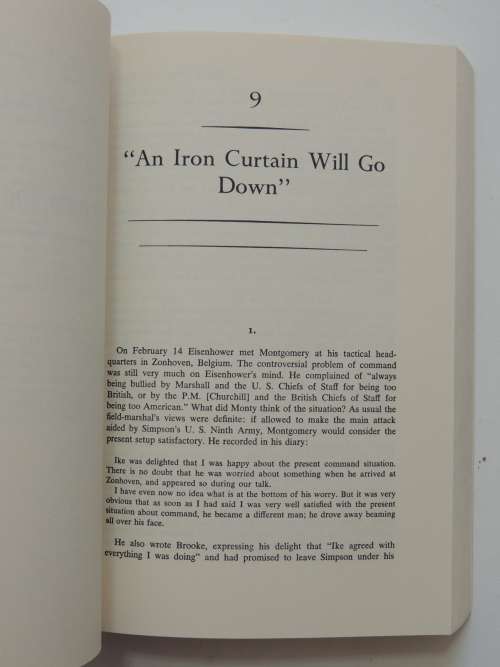 9
“An Iron Curtain Will Go
Down”
1.
On February 14 Eisenhower met Montgomery at his tactical head-
quarters in Zonhoven, Belgium. The controversial problem of command
was still very much on Eisenhower’s mind. He complained of “always
being bullied by Marshall and the U. S. Chiefs of Staff for being too
British, or by the P.M. [Churchill] and the British Chiefs of Staff for
being too American.” What did Monty think of the situation? As usual the
field-marshal’s views were definite: if allowed to make the main attack
aided by Simpson’s U. S. Ninth Army, Montgomery would consider the
present setup satisfactory. He recorded in his diary:
Ike was delighted that I was happy about the present command situation.
There is no doubt that he was worried about something when he arrived at
Zonhoven, and appeared so during our talk.
I have even now no idea what is at the bottom of his worry. But it was very
obvious that as soon as I had said I was very well satisfied with the present
situation about command, he became a different man; he drove away beaming
all over his face.
He also wrote Brooke, expressing his delight that “Ike agreed with
everything I was doing” and had promised to leave Simpson under his